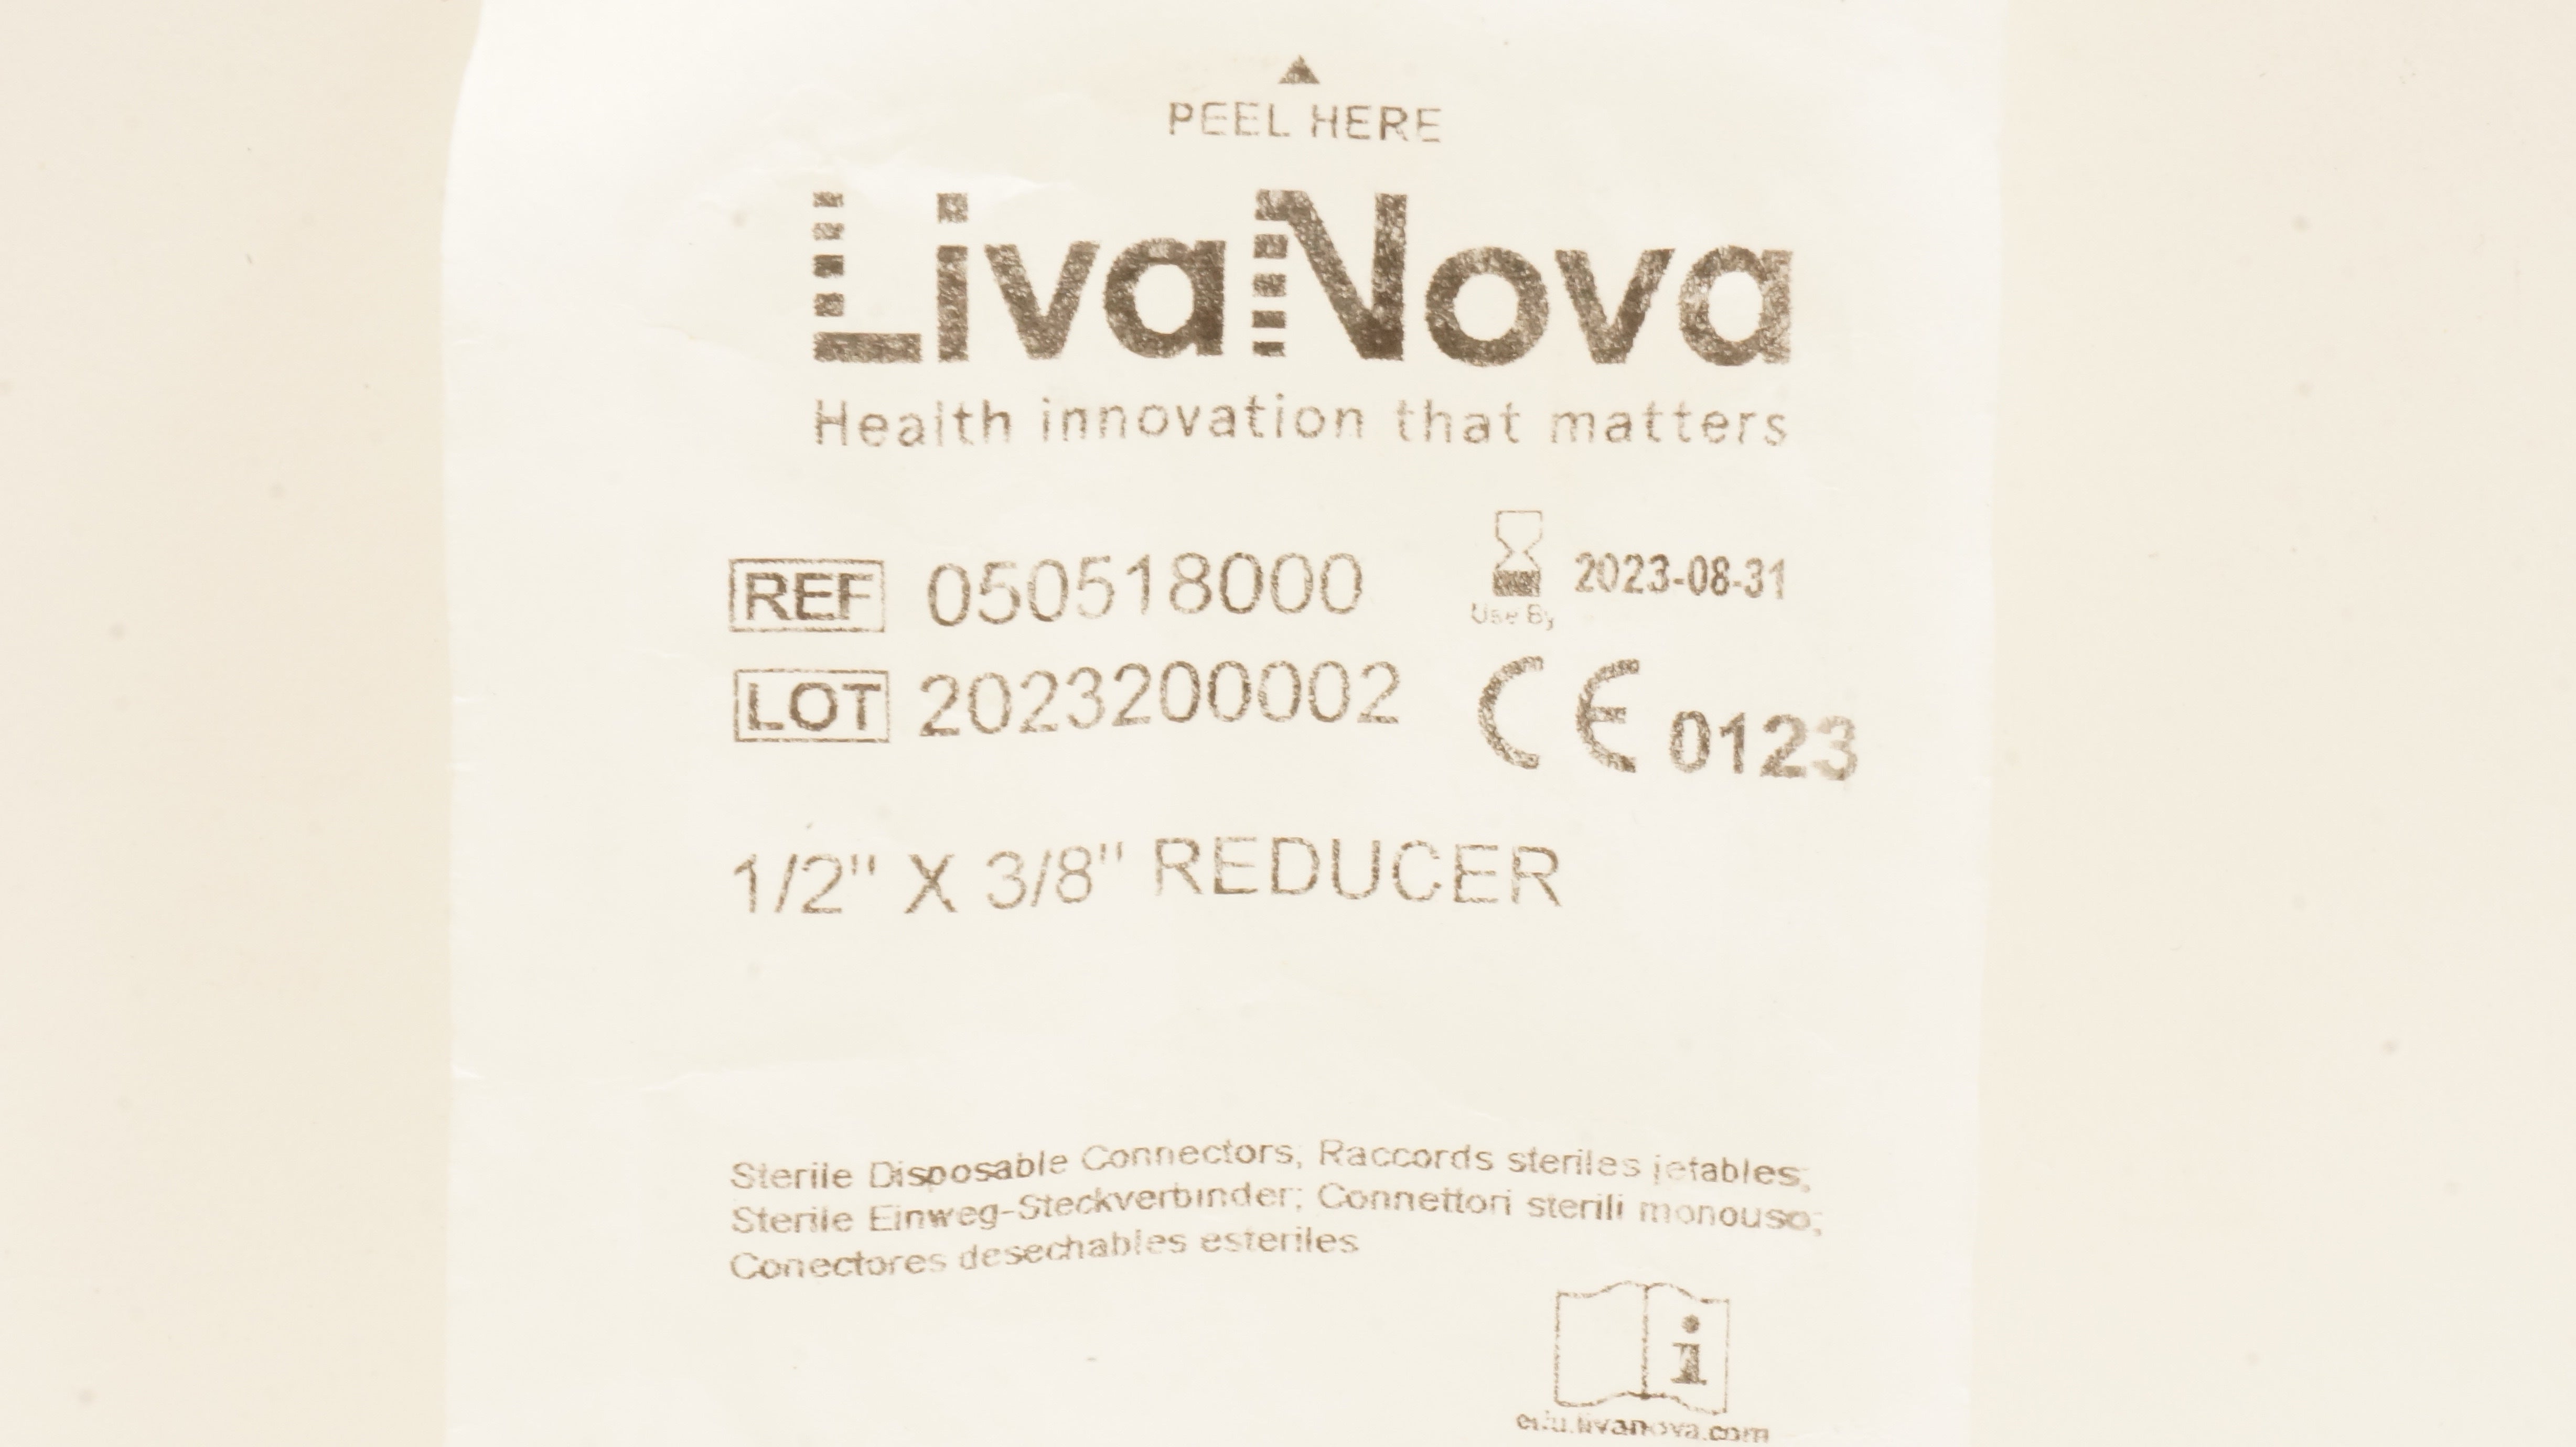 PEEL HERE
LivaNova
Health innovation that matters
REF 050518000
2023-08-31
Use By
LOT 2023200002
CE 0123
1/2" X 3/8" REDUCER
Sterile Disposable Connectors; Raccords steriles jetables;
Sterile Einweg-Steckverbinder; Connettori sterili monouso;
Conectores desechables esteriles
i